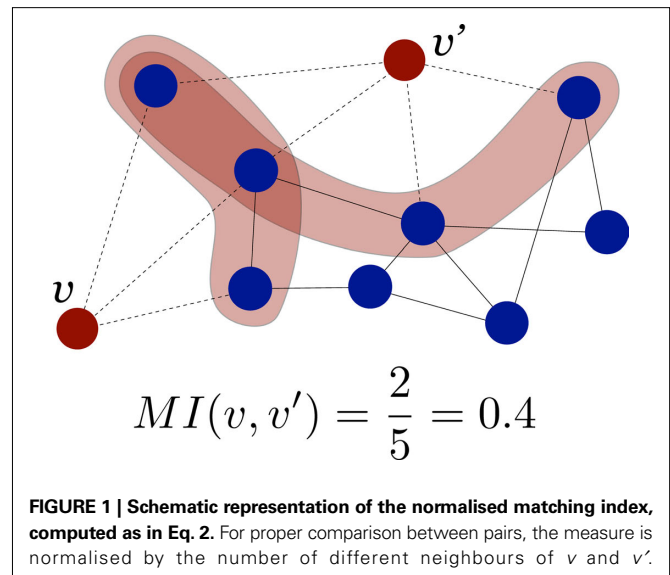 v'
v
MI(v, v') = 2/5 = 0.4
FIGURE 1 | Schematic representation of the normalised matching index,
computed as in Eq. 2. For proper comparison between pairs, the measure is
normalised by the number of different neighbours of v and v'.